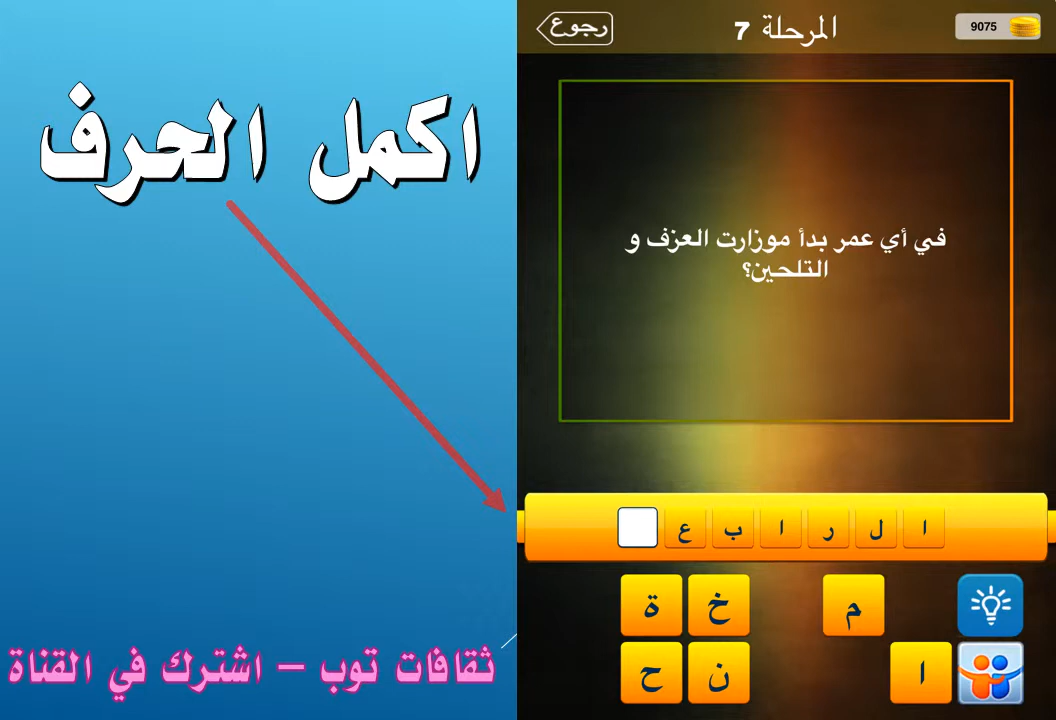 اكمل الحرف
ثقافات توب – اشترك في القناة
رجوع
المرحلة 7
9075
في أي عمر بدأ موزارت العزف و
التلحين؟
ا ل ر ا ب ع
م خ ة
ا ن ح